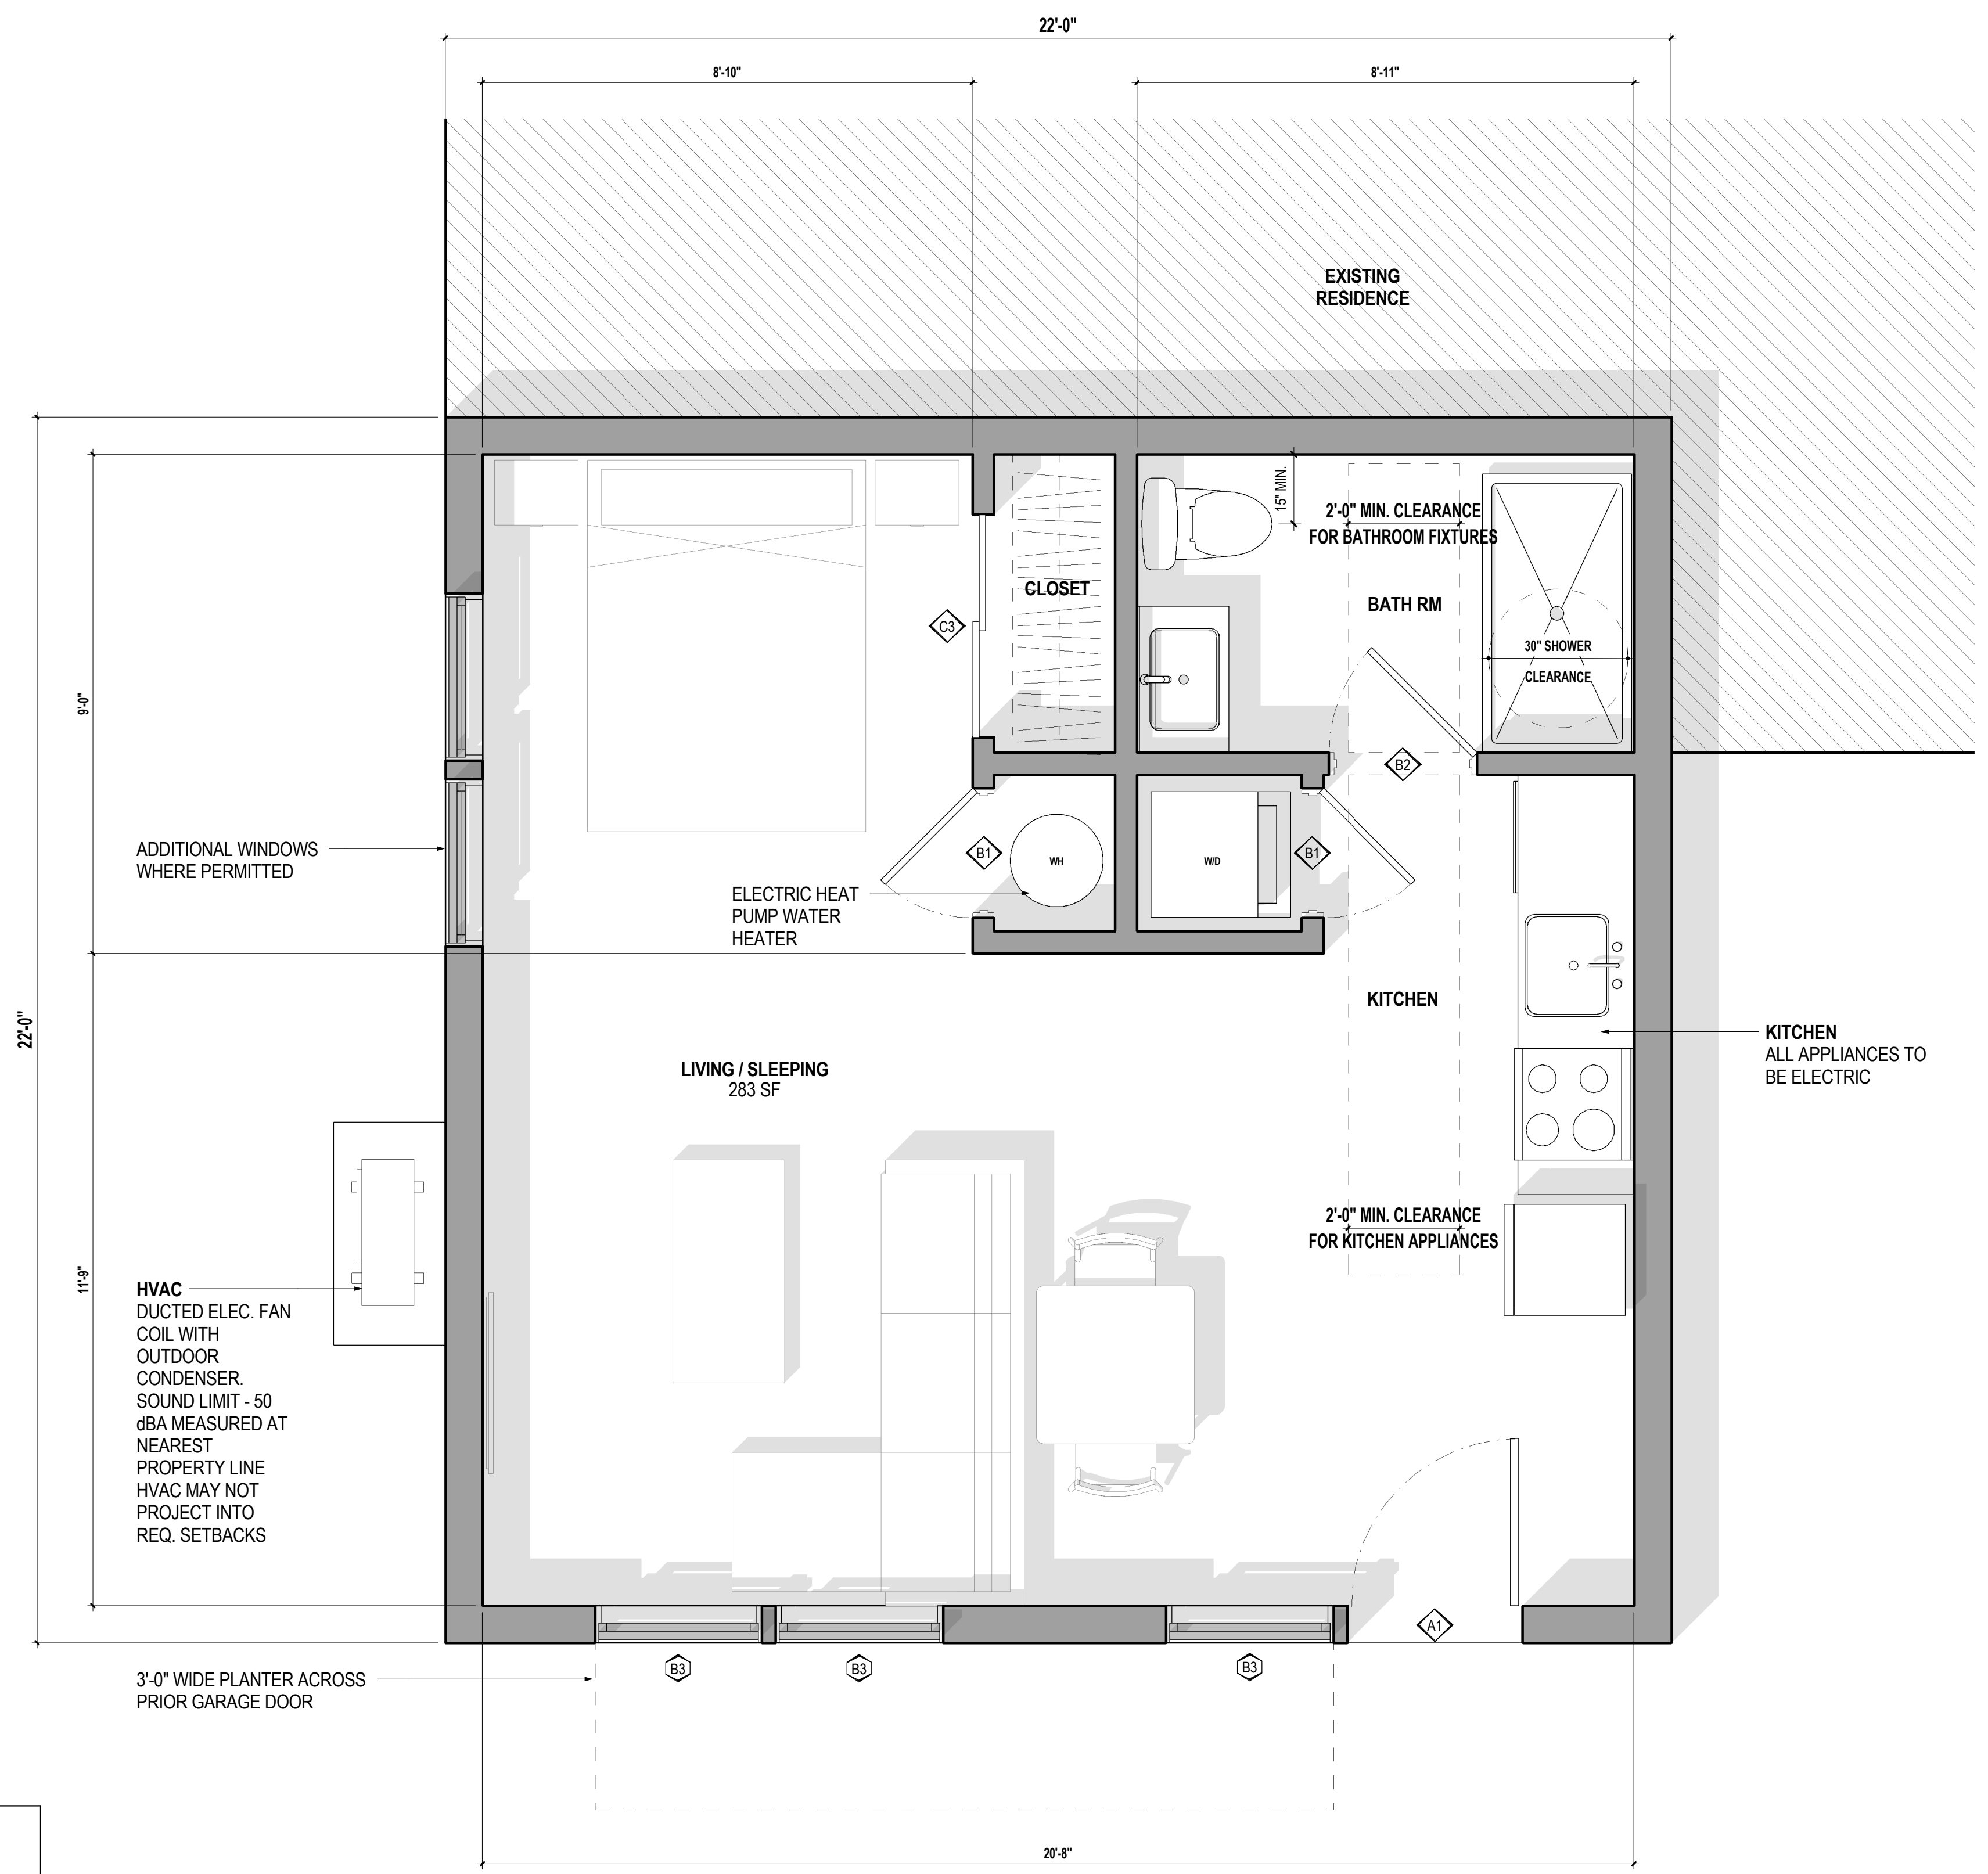 22'-0"
8'-10"
8'-11"
EXISTING
RESIDENCE
15" MIN.
2'-0" MIN. CLEARANCE
FOR BATHROOM FIXTURES
CLOSET
BATH RM
C3
30" SHOWER
CLEARANCE
9'-0"
B2
ADDITIONAL WINDOWS
WHERE PERMITTED
B1
WH
W/D
B1
ELECTRIC HEAT
PUMP WATER
HEATER
KITCHEN
22'-0"
KITCHEN
ALL APPLIANCES TO
BE ELECTRIC
LIVING / SLEEPING
283 SF
2'-0" MIN. CLEARANCE
FOR KITCHEN APPLIANCES
11'-9"
HVAC
DUCTED ELEC. FAN
COIL WITH
OUTDOOR
CONDENSER.
SOUND LIMIT - 50
dBA MEASURED AT
NEAREST
PROPERTY LINE
HVAC MAY NOT
PROJECT INTO
REQ. SETBACKS
A1
B3
B3
B3
3'-0" WIDE PLANTER ACROSS
PRIOR GARAGE DOOR
20'-8"